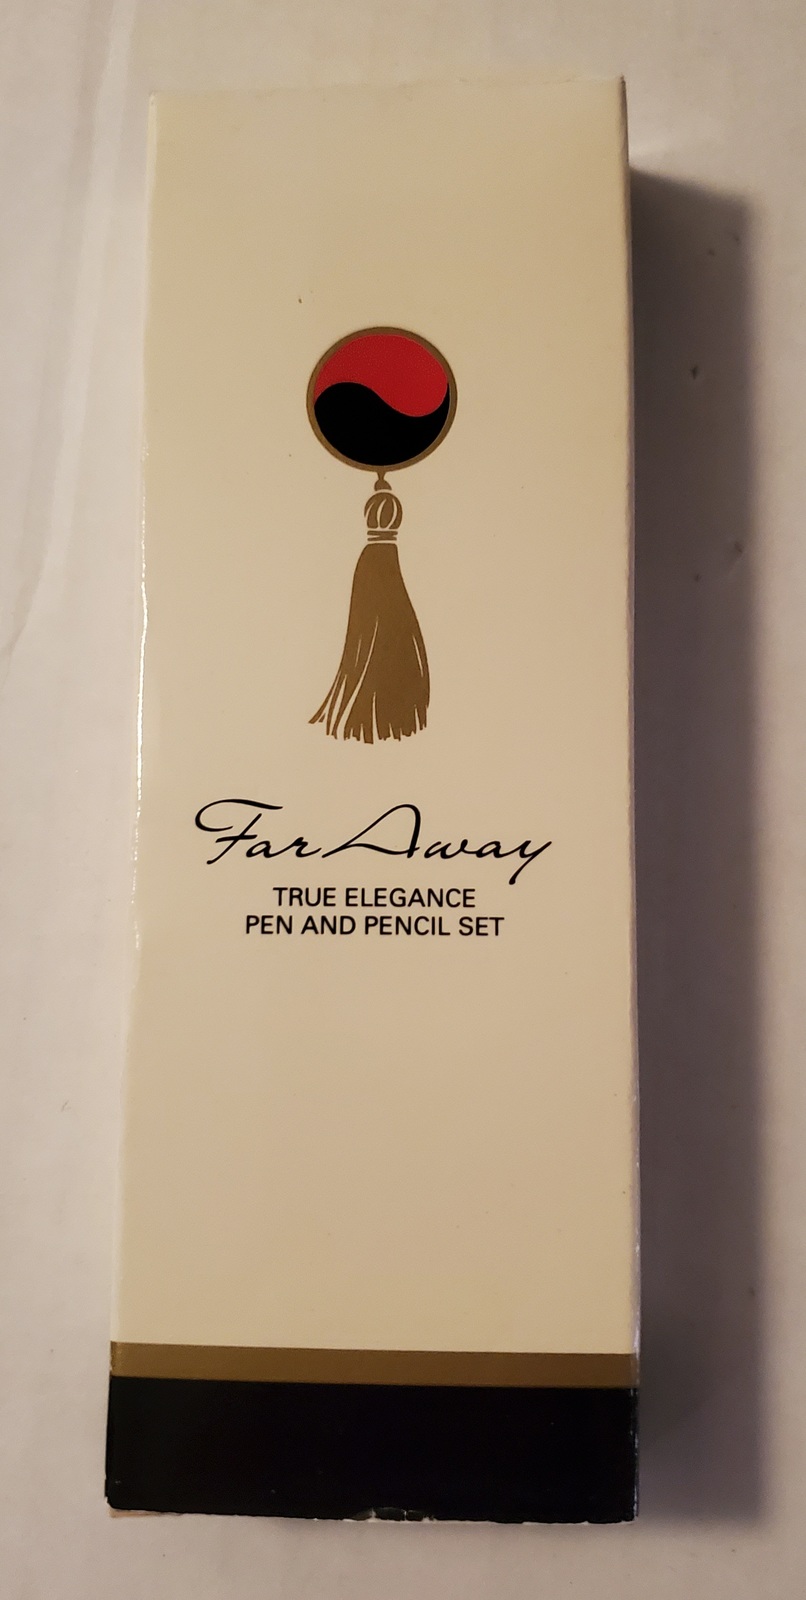 Far Away
TRUE ELEGANCE
PEN AND PENCIL SET